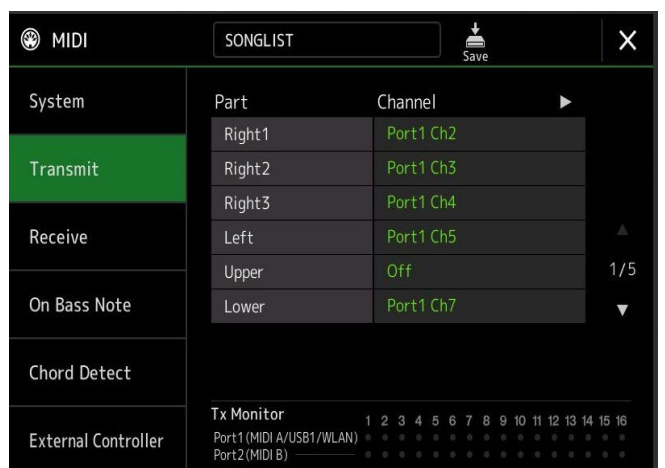 MIDI SONGLIST Save
System
Part Channel
Right1 Port1 Ch2
Transmit Right2 Port1 Ch3
Right3 Port1 Ch4
Receive Left Port1 Ch5
Upper Off 1/5
On Bass Note Lower Port1 Ch7
Chord Detect
Tx Monitor 1 2 3 4 5 6 7 8 9 10 11 12 13 14 15 16
External Controller Port1(MIDI A/USB1/WLAN)
Port2(MIDI B)